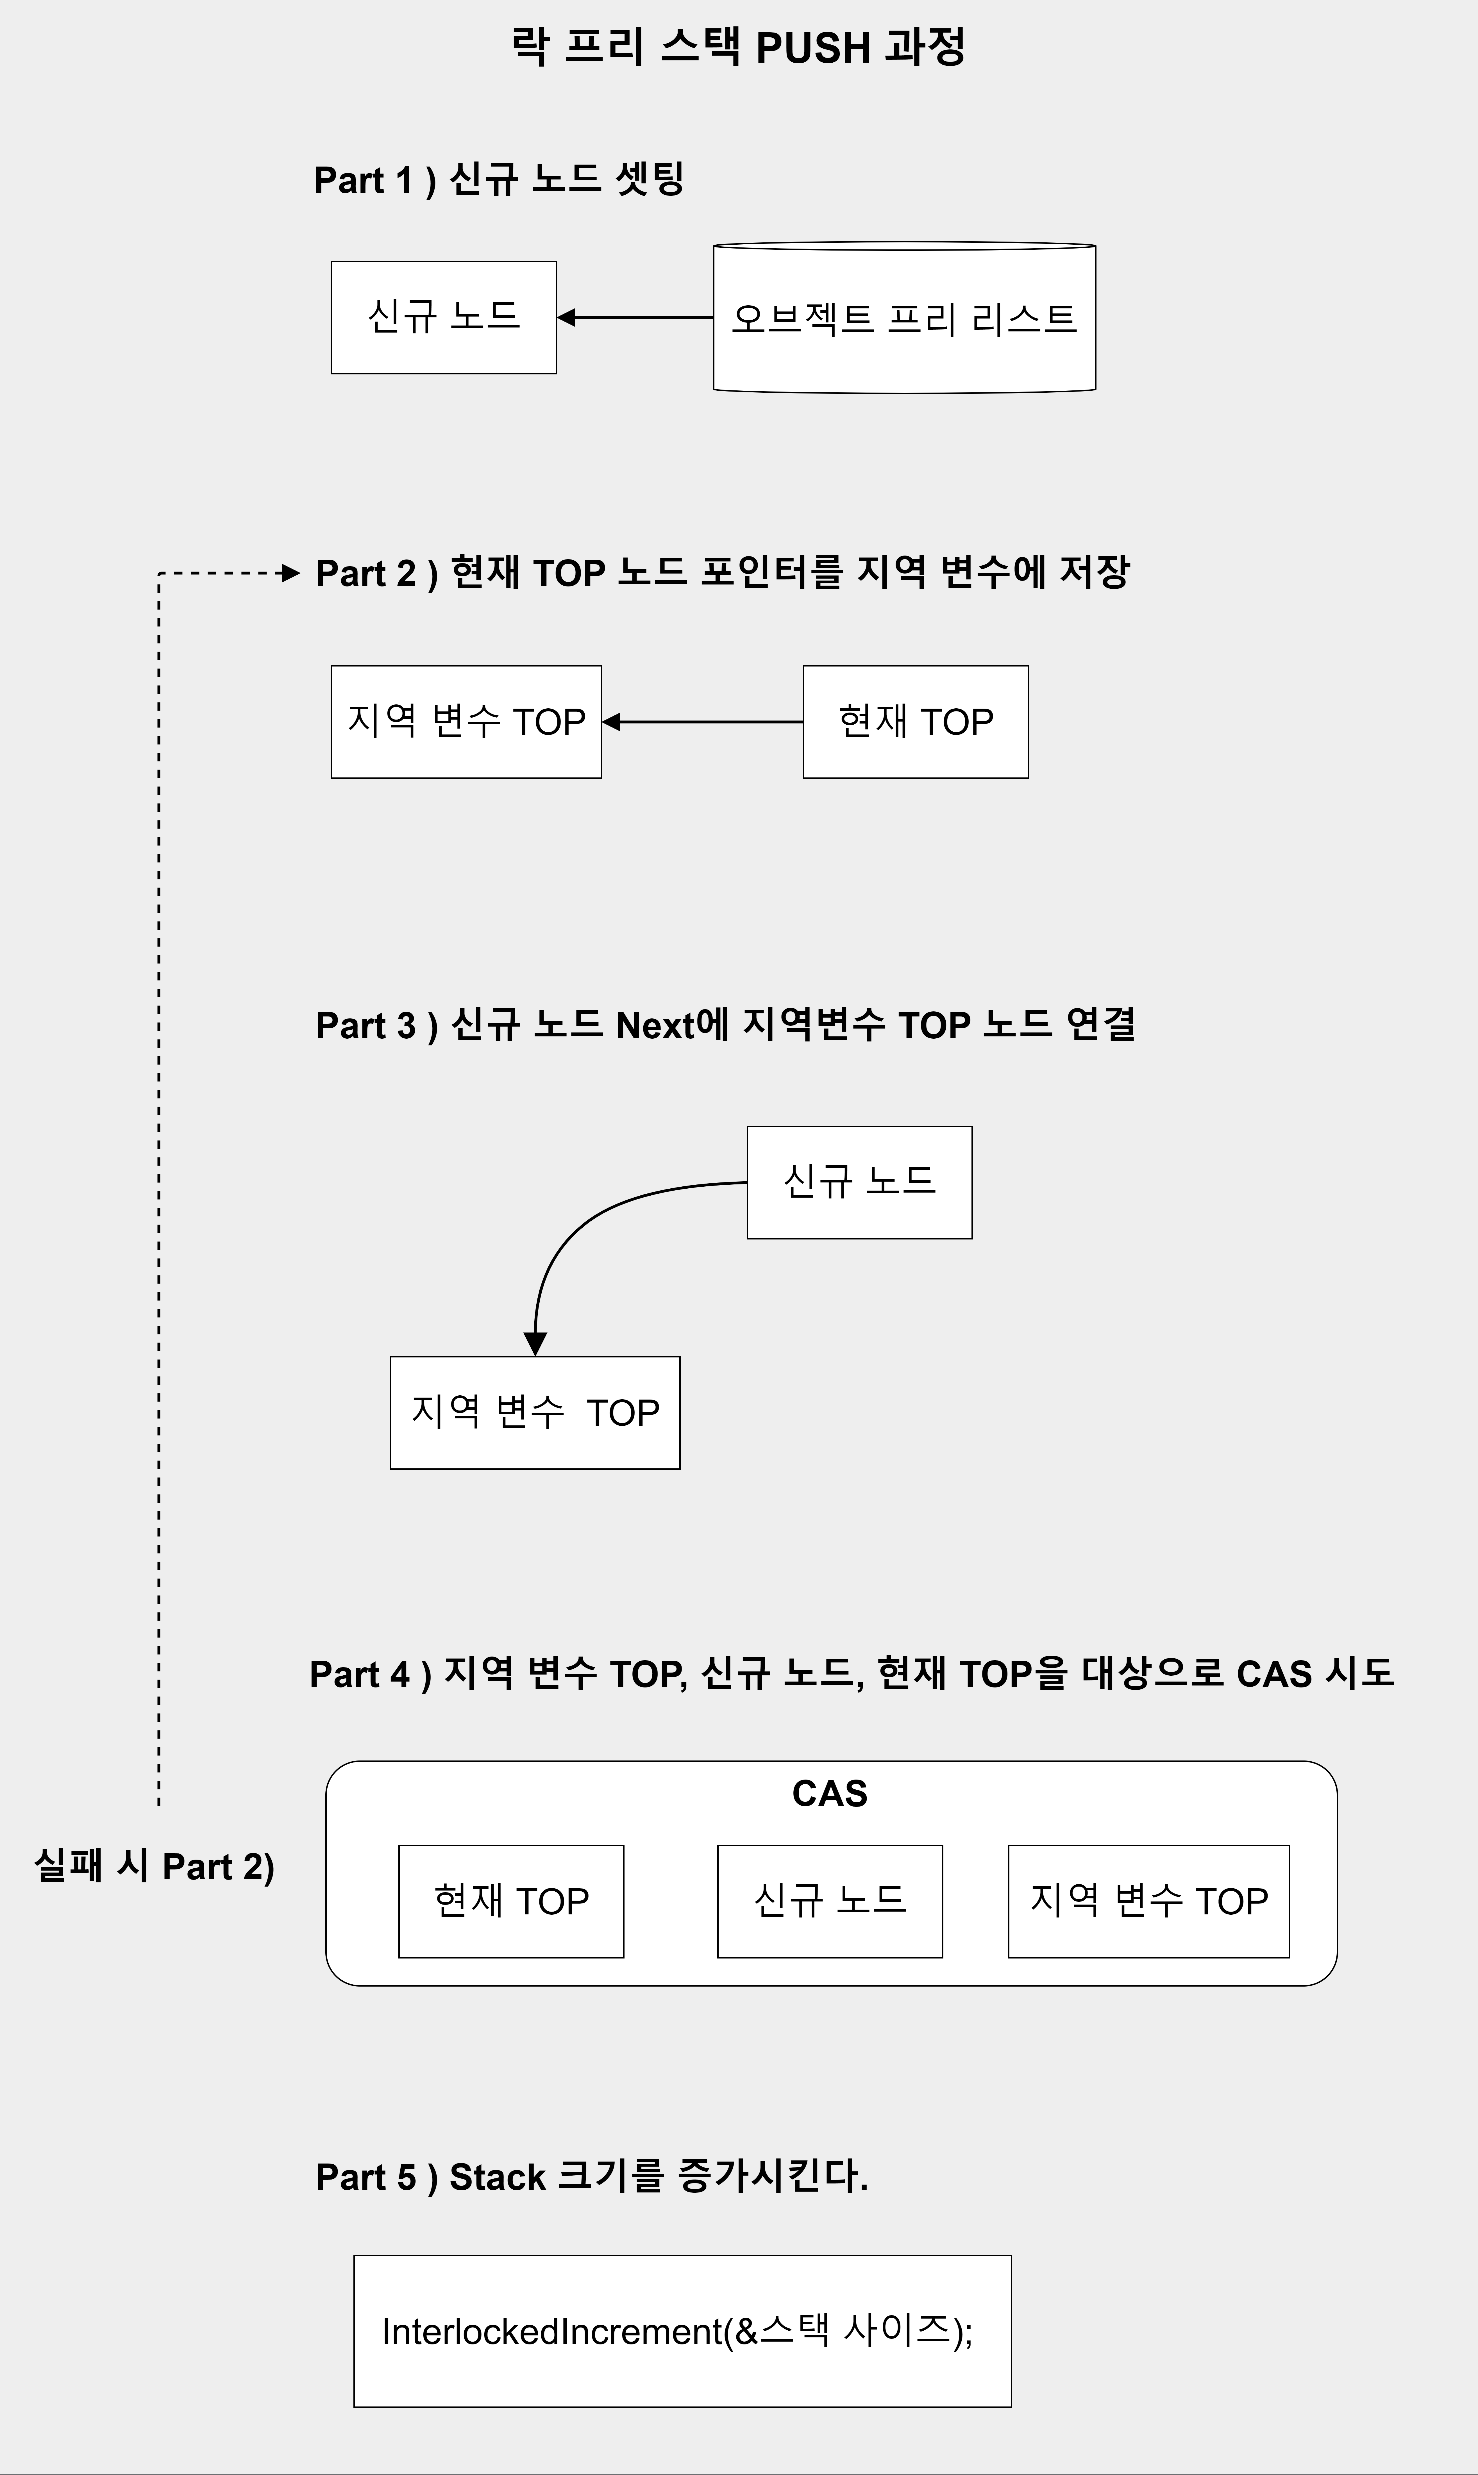 락 프리 스택 PUSH 과정
Part 1 ) 신규 노드 셋팅
신규 노드
오브젝트 프리 리스트
Part 2 ) 현재 TOP 노드 포인터를 지역 변수에 저장
지역 변수 TOP
현재 TOP
Part 3 ) 신규 노드 Next에 지역변수 TOP 노드 연결
신규 노드
지역 변수  TOP
Part 4 ) 지역 변수 TOP, 신규 노드, 현재 TOP을 대상으로 CAS 시도
CAS
실패 시 Part 2)
현재 TOP
신규 노드
지역 변수 TOP
Part 5 ) Stack 크기를 증가시킨다.
InterlockedIncrement(&스택 사이즈);